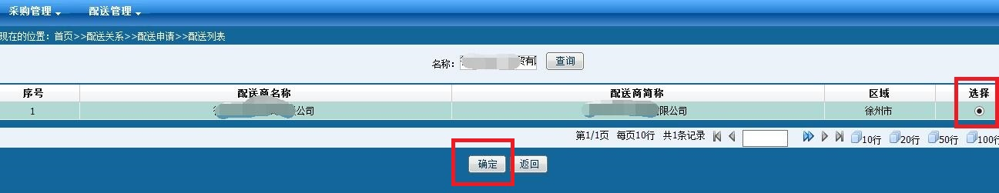 采购管理 配送管理
现在的位置：首页>>配送关系>>配送申请>>配送列表
名称： 贸有 查询
序号 配送商名称 配送商简称 区域 选择
1 公司 限公司 徐州市
第1/1页 每页10行 共1条记录 10行 20行 50行 100行
确定 返回